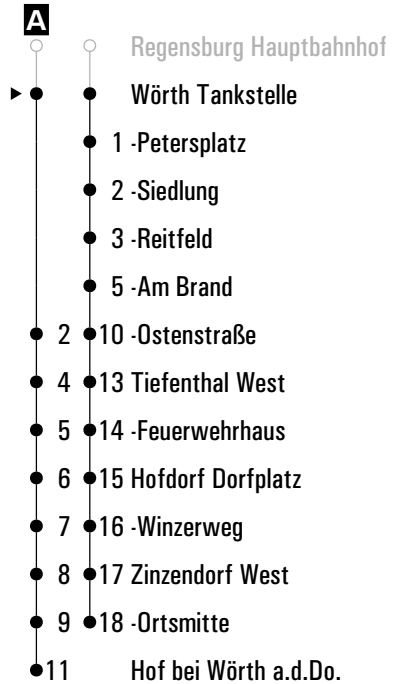 A
Regensburg Hauptbahnhof
Wörth Tankstelle
1 -Petersplatz
2 -Siedlung
3 -Reitfeld
5 -Am Brand
2 10 -Ostenstraße
4 13 Tiefenthal West
5 14 -Feuerwehrhaus
6 15 Hofdorf Dorfplatz
7 16 -Winzerweg
8 17 Zinzendorf West
9 18 -Ortsmitte
11 Hof bei Wörth a.d.Do.